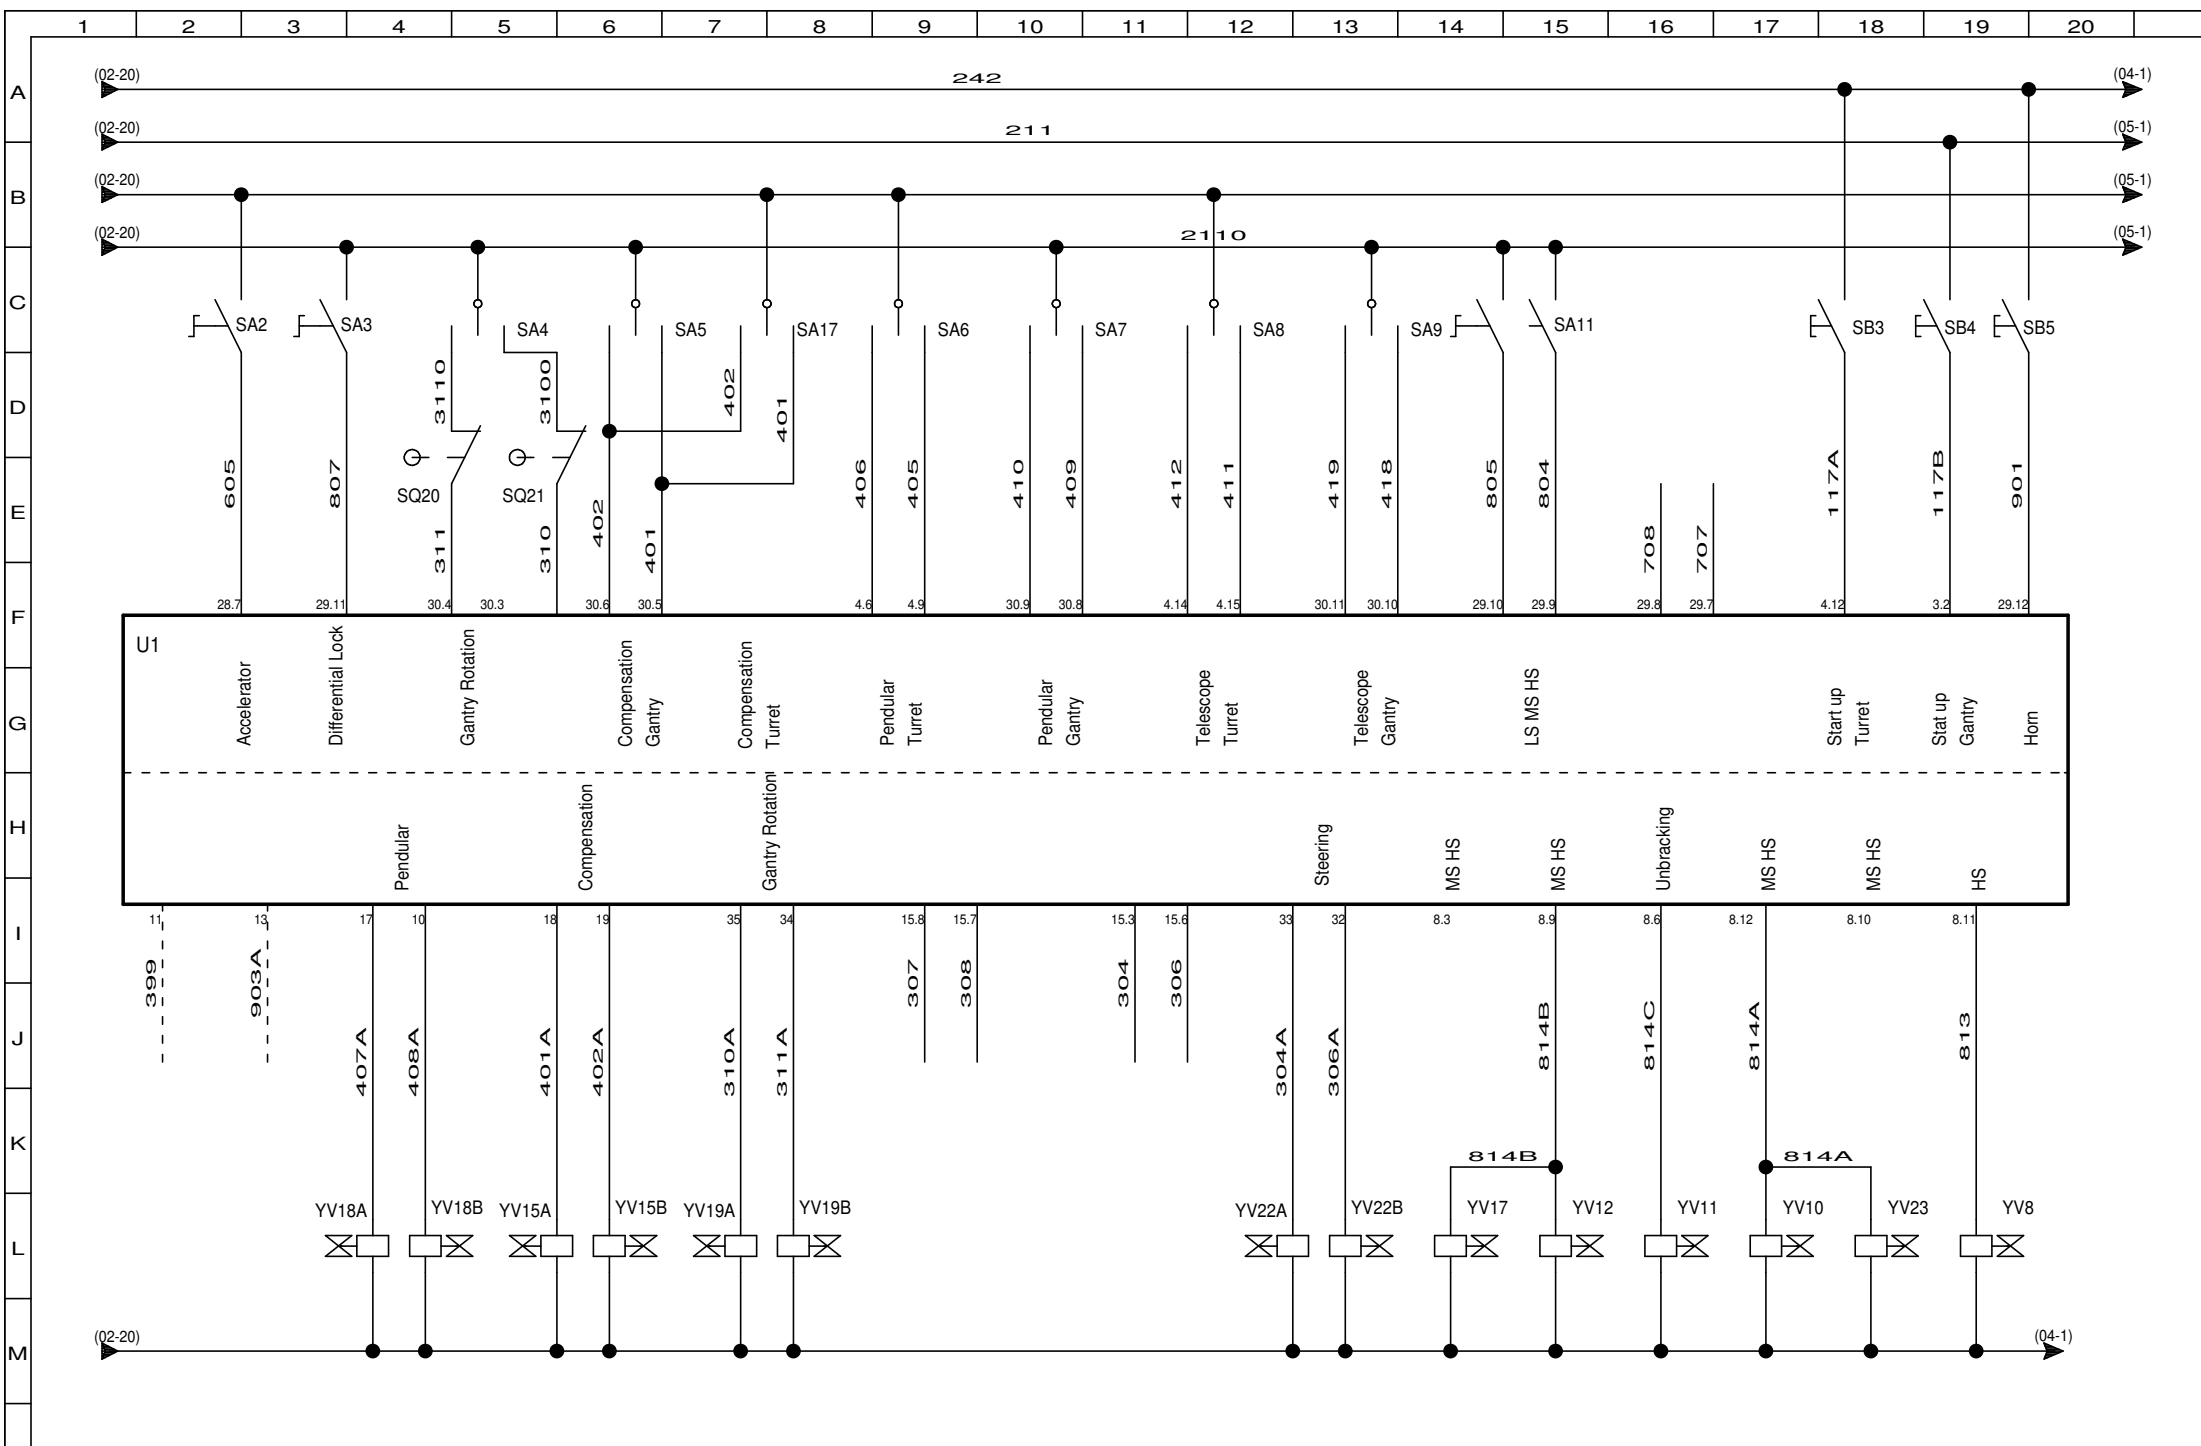 1 2 3 4 5 6 7 8 9 10 11 12 13 14 15 16 17 18 19 20
A
B
C
D
E
F
G
H
I
J
K
L
M
(02-20) 242 (04-1)
(02-20) 211 (05-1)
(02-20) (05-1)
(02-20) 2110 (05-1)
SA2 SA3 SA4 SA5 SA17 SA6 SA7 SA8 SA9 SA11 SB3 SB4 SB5
3110 3100 402 401
SQ20 SQ21
605 807 311 310 402 401 406 405 410 409 412 411 419 418 805 804 708 707 117A 117B 901
28.7 29.11 30.4 30.3 30.6 30.5 4.6 4.9 30.9 30.8 4.14 4.15 30.11 30.10 29.10 29.9 29.8 29.7 4.12 3.2 29.12
U1
Accelerator
Differential Lock
Gantry Rotation
Compensation
Gantry
Compensation
Turret
Pendular
Turret
Pendular
Gantry
Telescope
Turret
Telescope
Gantry
LS MS HS
Start up
Turret
Stat up
Gantry
Horn
Pendular
Compensation
Gantry Rotation
Steering
MS HS
MS HS
Unbracking
MS HS
MS HS
HS
11 13 17 10 18 19 35 34 15.8 15.7 15.3 15.6 33 32 8.3 8.9 8.6 8.12 8.10 8.11
399 903A 407A 408A 401A 402A 310A 311A 307 308 304 306 304A 306A 814B 814C 814A 813
814B 814A
YV18A YV18B YV15A YV15B YV19A YV19B YV22A YV22B YV17 YV12 YV11 YV10 YV23 YV8
(02-20) (04-1)